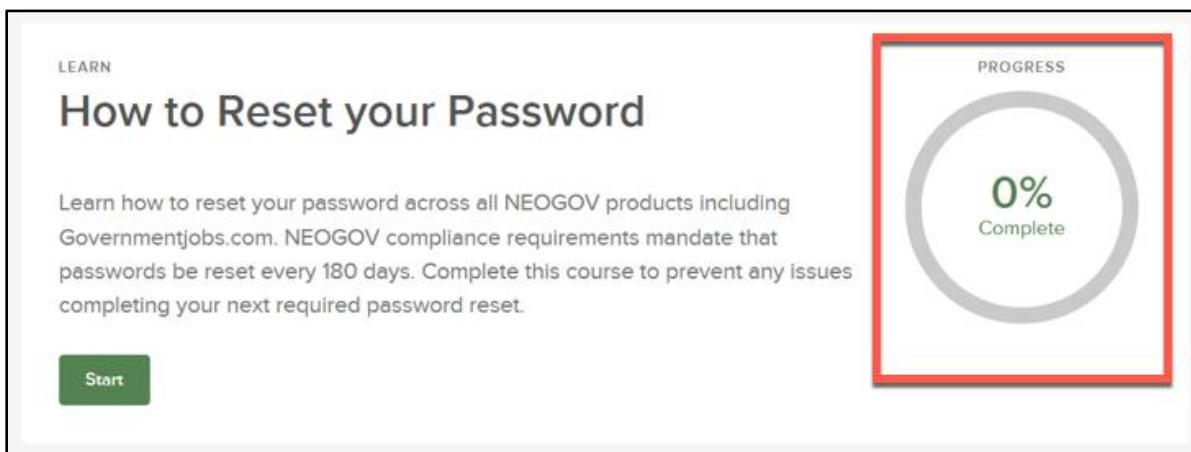 LEARN
How to Reset your Password
Learn how to reset your password across all NEOGOV products including
Governmentjobs.com. NEOGOV compliance requirements mandate that
passwords be reset every 180 days. Complete this course to prevent any issues
completing your next required password reset.
Start
PROGRESS
0%
Complete